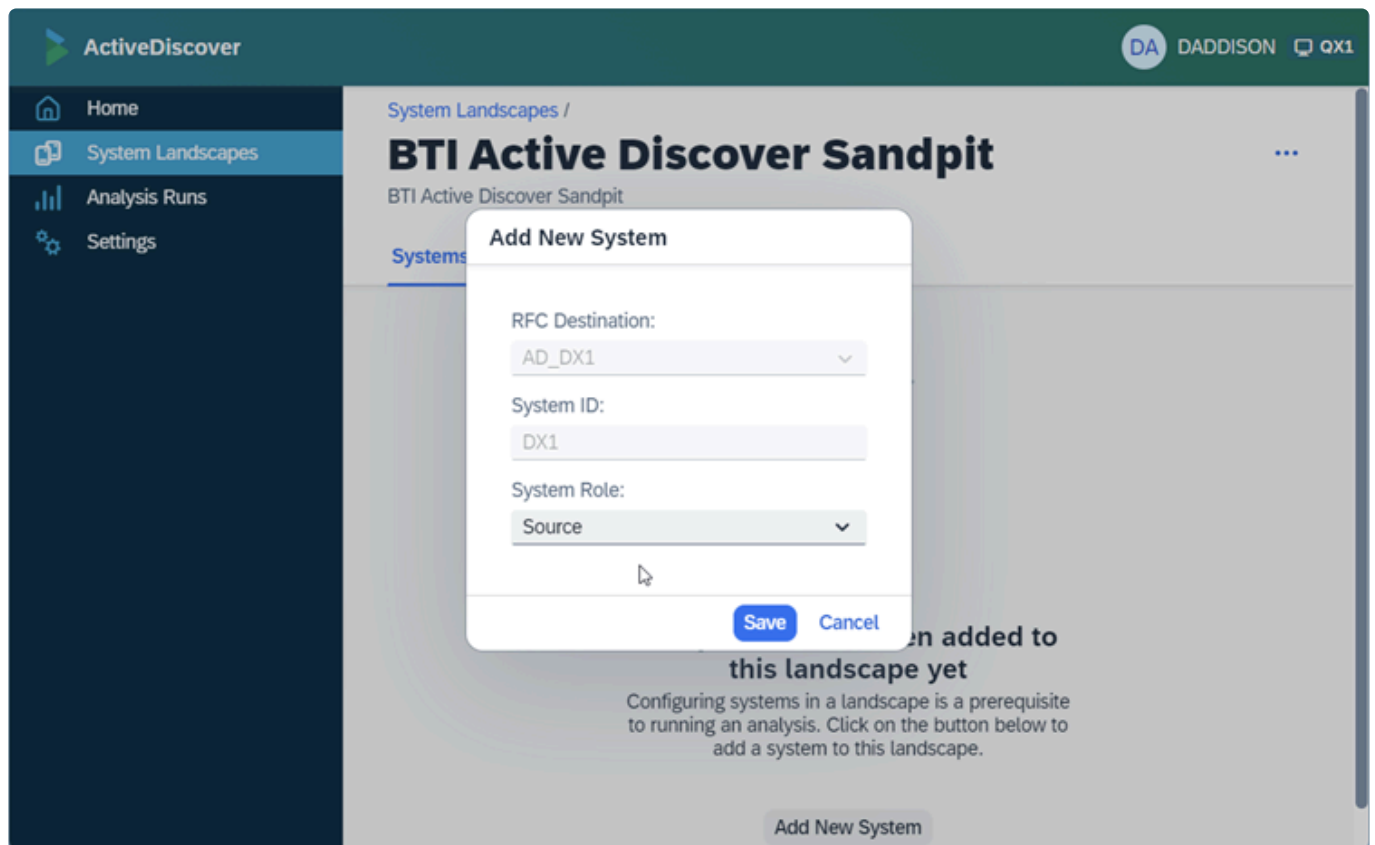 ActiveDiscover
DA DADDISON QX1
Home
System Landscapes
Analysis Runs
Settings
System Landscapes /
BTI Active Discover Sandpit
BTI Active Discover Sandpit
Systems
Add New System
RFC Destination:
AD_DX1
System ID:
DX1
System Role:
Source
Save Cancel
added to
this landscape yet
Configuring systems in a landscape is a prerequisite
to running an analysis. Click on the button below to
add a system to this landscape.
Add New System